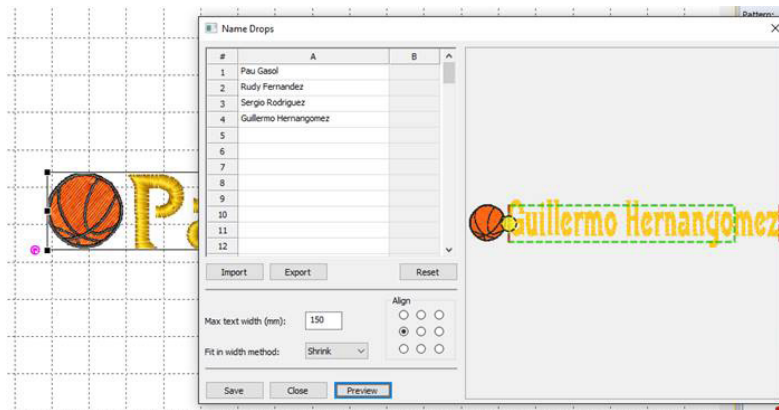 Pattern:
Name Drops
# A B
1 Pau Gasol
2 Rudy Fernandez
3 Sergio Rodriguez
4 Guillermo Hernangomez
5
6
7
8
9
10
11
12
Import Export Reset
Align
Max text width (mm): 150
Fit in width method: Shrink
Save Close Preview
Pa
Guillermo Hernangomez